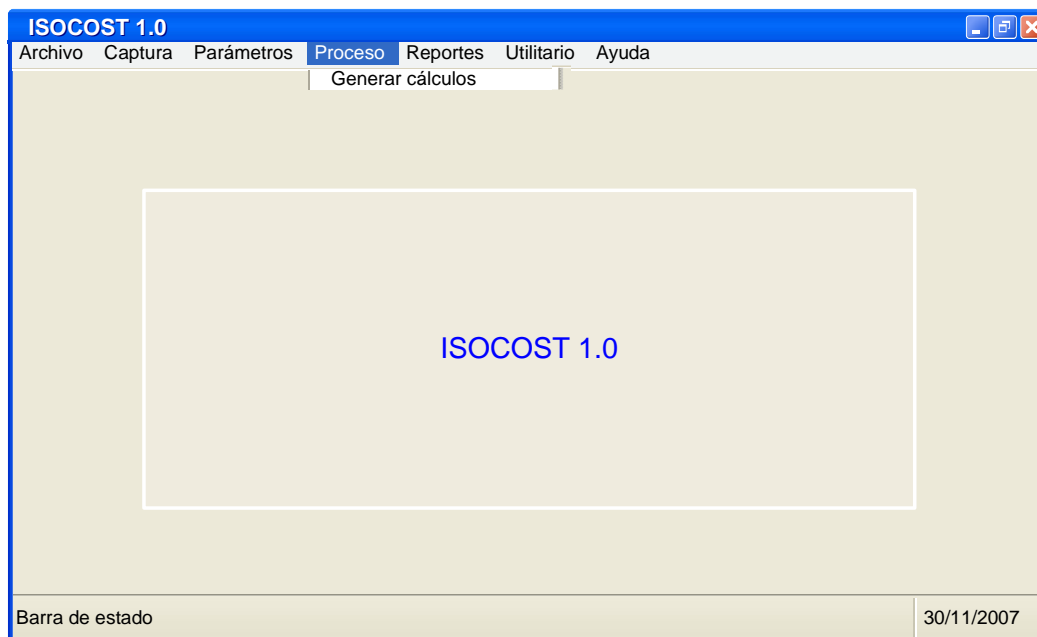 ISOCOST 1.0
Archivo Captura Parámetros Proceso Reportes Utilitario Ayuda
Generar cálculos
ISOCOST 1.0
Barra de estado 30/11/2007